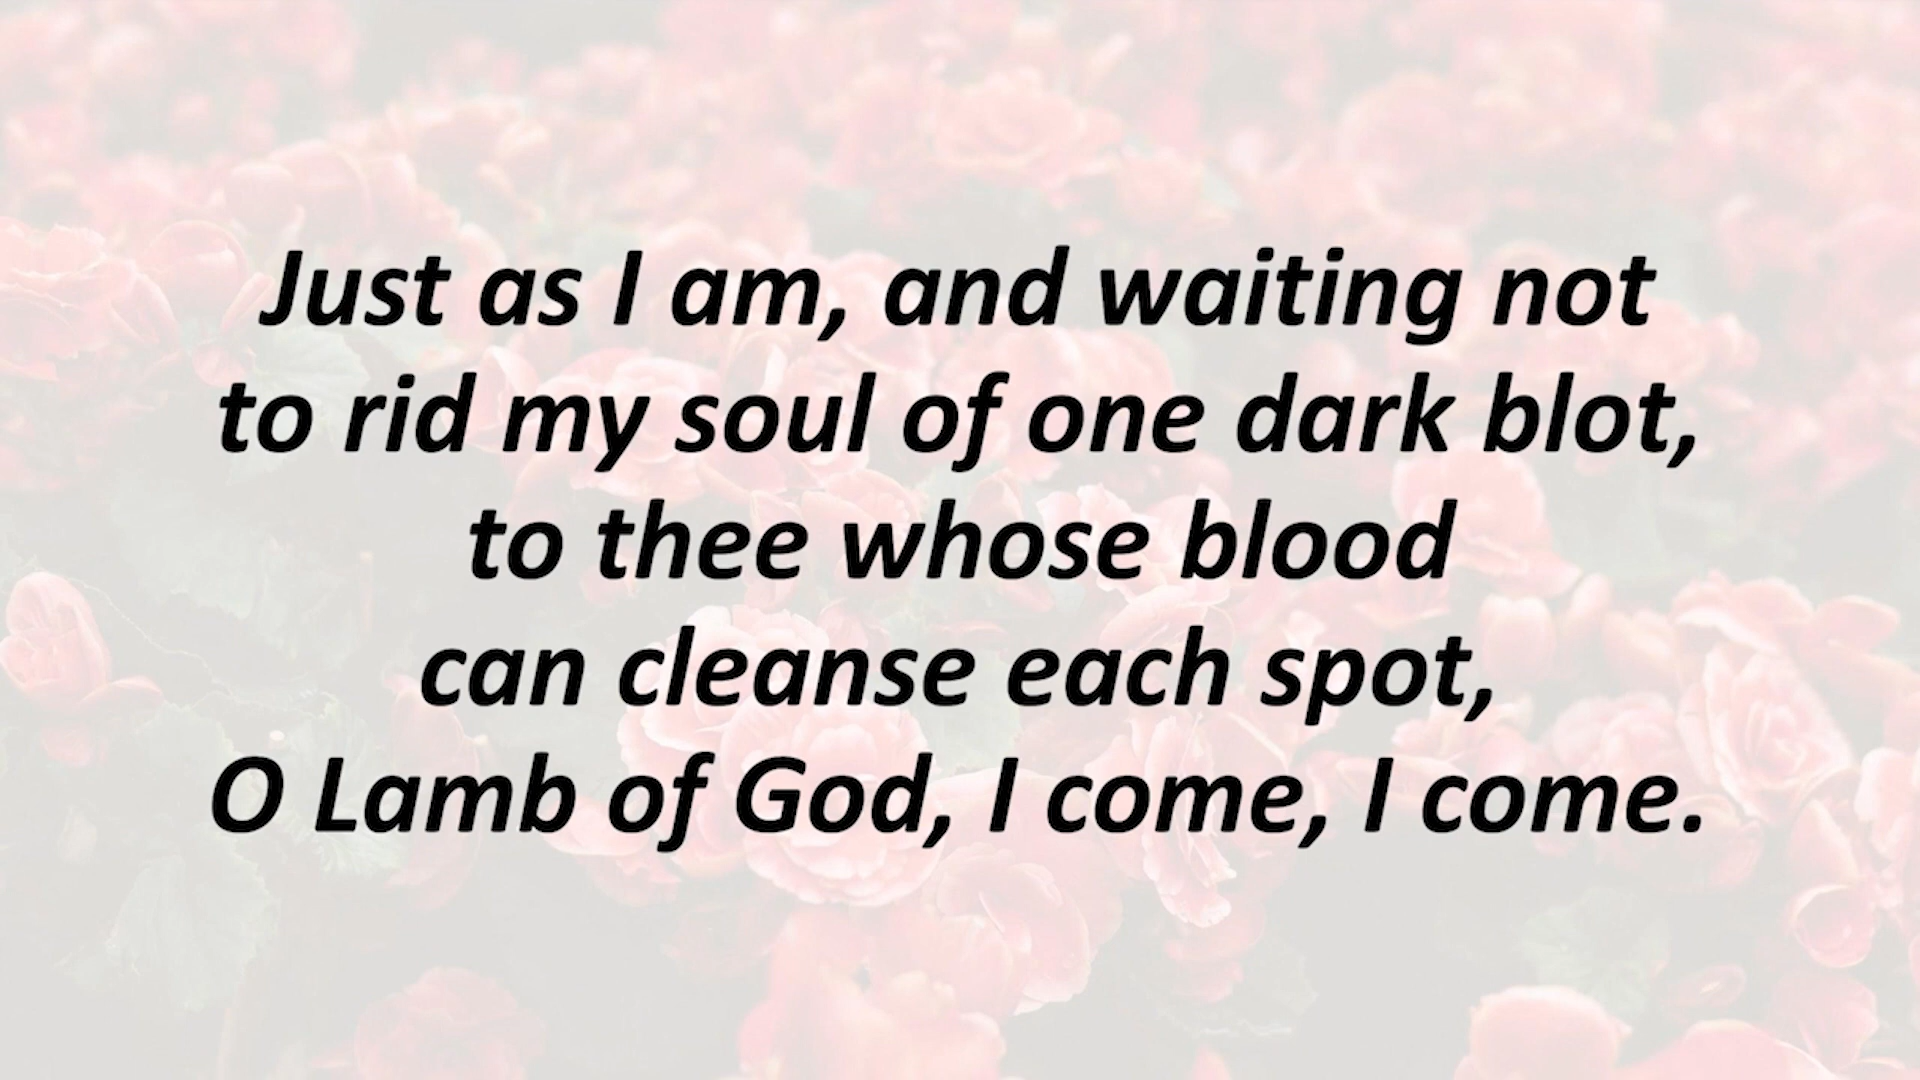 Just as I am, and waiting not
to rid my soul of one dark blot,
to thee whose blood
can cleanse each spot,
O Lamb of God, I come, I come.